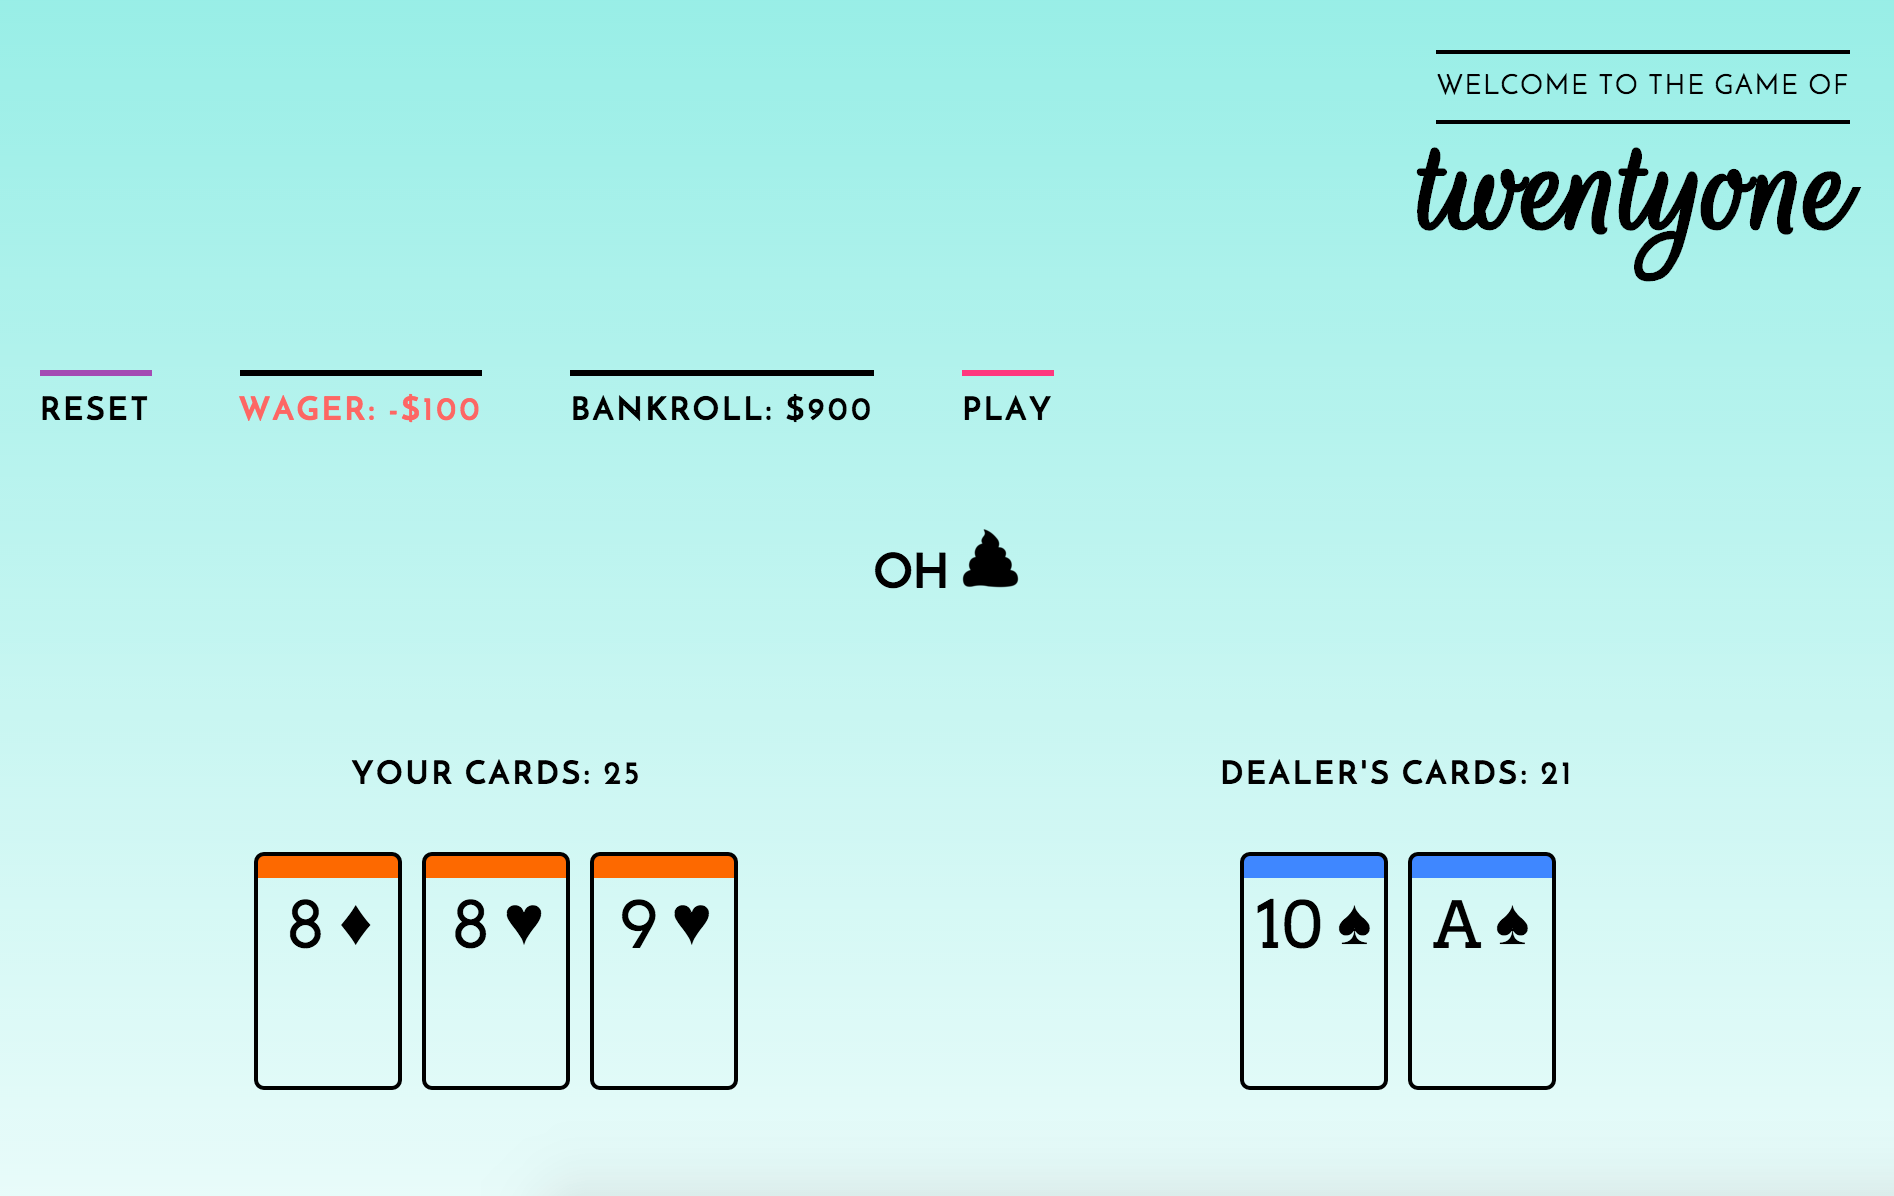 WELCOME TO THE GAME OF
twentyone
RESET
WAGER: -$100
BANKROLL: $900
PLAY
OH 💩
YOUR CARDS: 25
DEALER'S CARDS: 21
8 ♦
8 ♥
9 ♥
10 ♠
A ♠